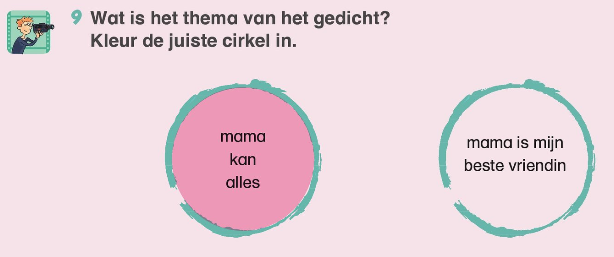 9 Wat is het thema van het gedicht?
Kleur de juiste cirkel in.
mama
kan
alles
mama is mijn
beste vriendin